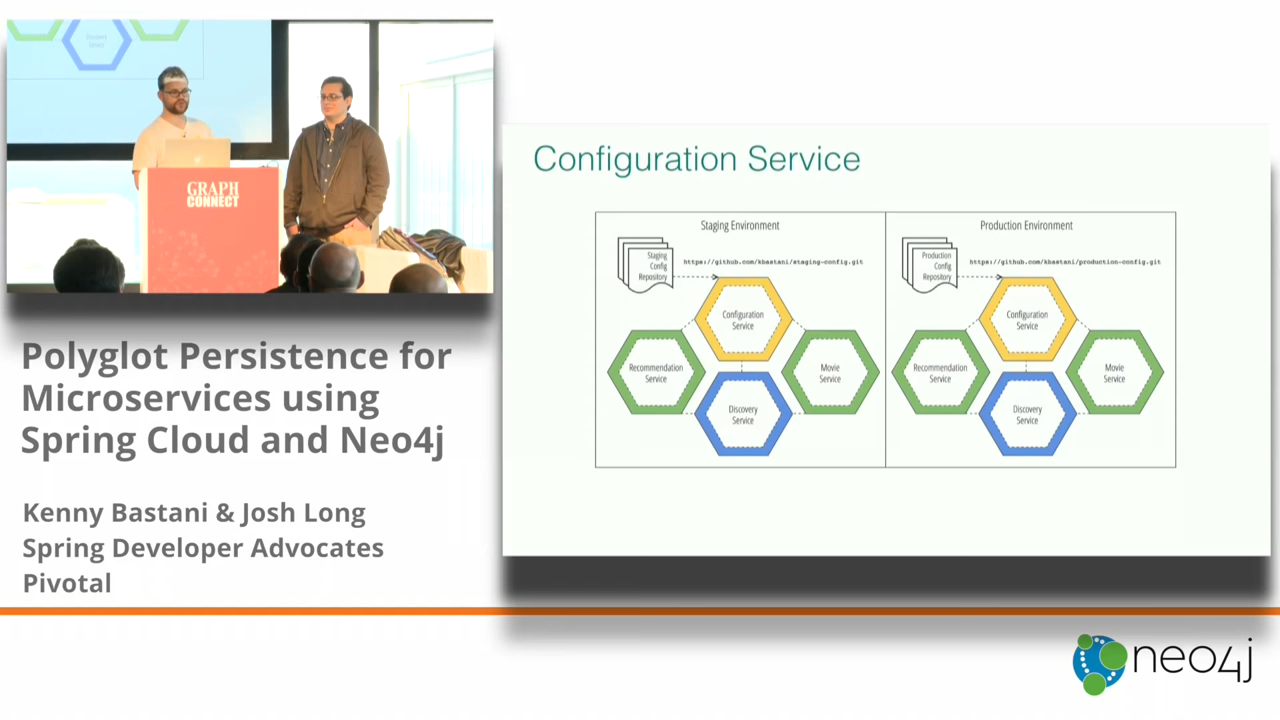 Discovery
Service
GRAPH
CONNECT
Polyglot Persistence for
Microservices using
Spring Cloud and Neo4j
Kenny Bastani & Josh Long
Spring Developer Advocates
Pivotal
Configuration Service
Staging Environment
Staging
Config
Repository
https://github.com/kbastani/staging-config.git
Configuration
Service
Recommendation
Service
Movie
Service
Discovery
Service
Production Environment
Production
Config
Repository
https://github.com/kbastani/production-config.git
Configuration
Service
Recommendation
Service
Movie
Service
Discovery
Service
neo4j